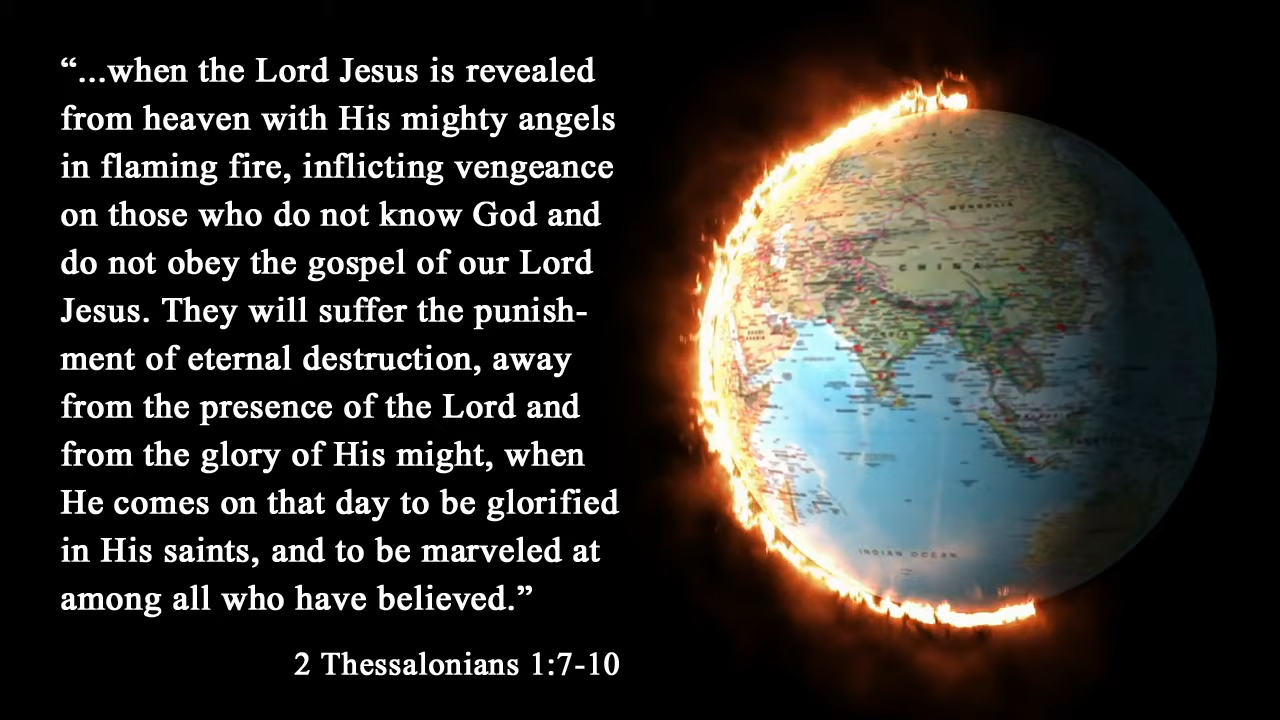 “...when the Lord Jesus is revealed
from heaven with His mighty angels
in flaming fire, inflicting vengeance
on those who do not know God and
do not obey the gospel of our Lord
Jesus. They will suffer the punish-
ment of eternal destruction, away
from the presence of the Lord and
from the glory of His might, when
He comes on that day to be glorified
in His saints, and to be marveled at
among all who have believed.”
2 Thessalonians 1:7-10
MONGOLIA
CHINA
INDIAN OCEAN